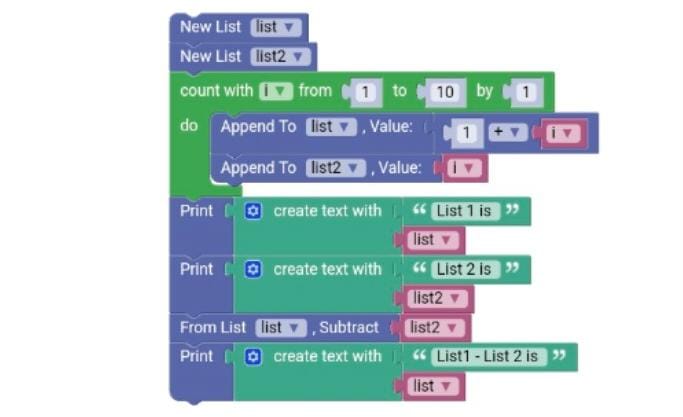 New List list ▼
New List list2 ▼
count with i ▼ from 1 to 10 by 1
do Append To list ▼ , Value: 1 + ▼ i ▼
Append To list2 ▼ , Value: i ▼
Print create text with “ List 1 is ”
list ▼
Print create text with “ List 2 is ”
list2 ▼
From List list ▼ , Subtract list2 ▼
Print create text with “ List1 - List 2 is ”
list ▼